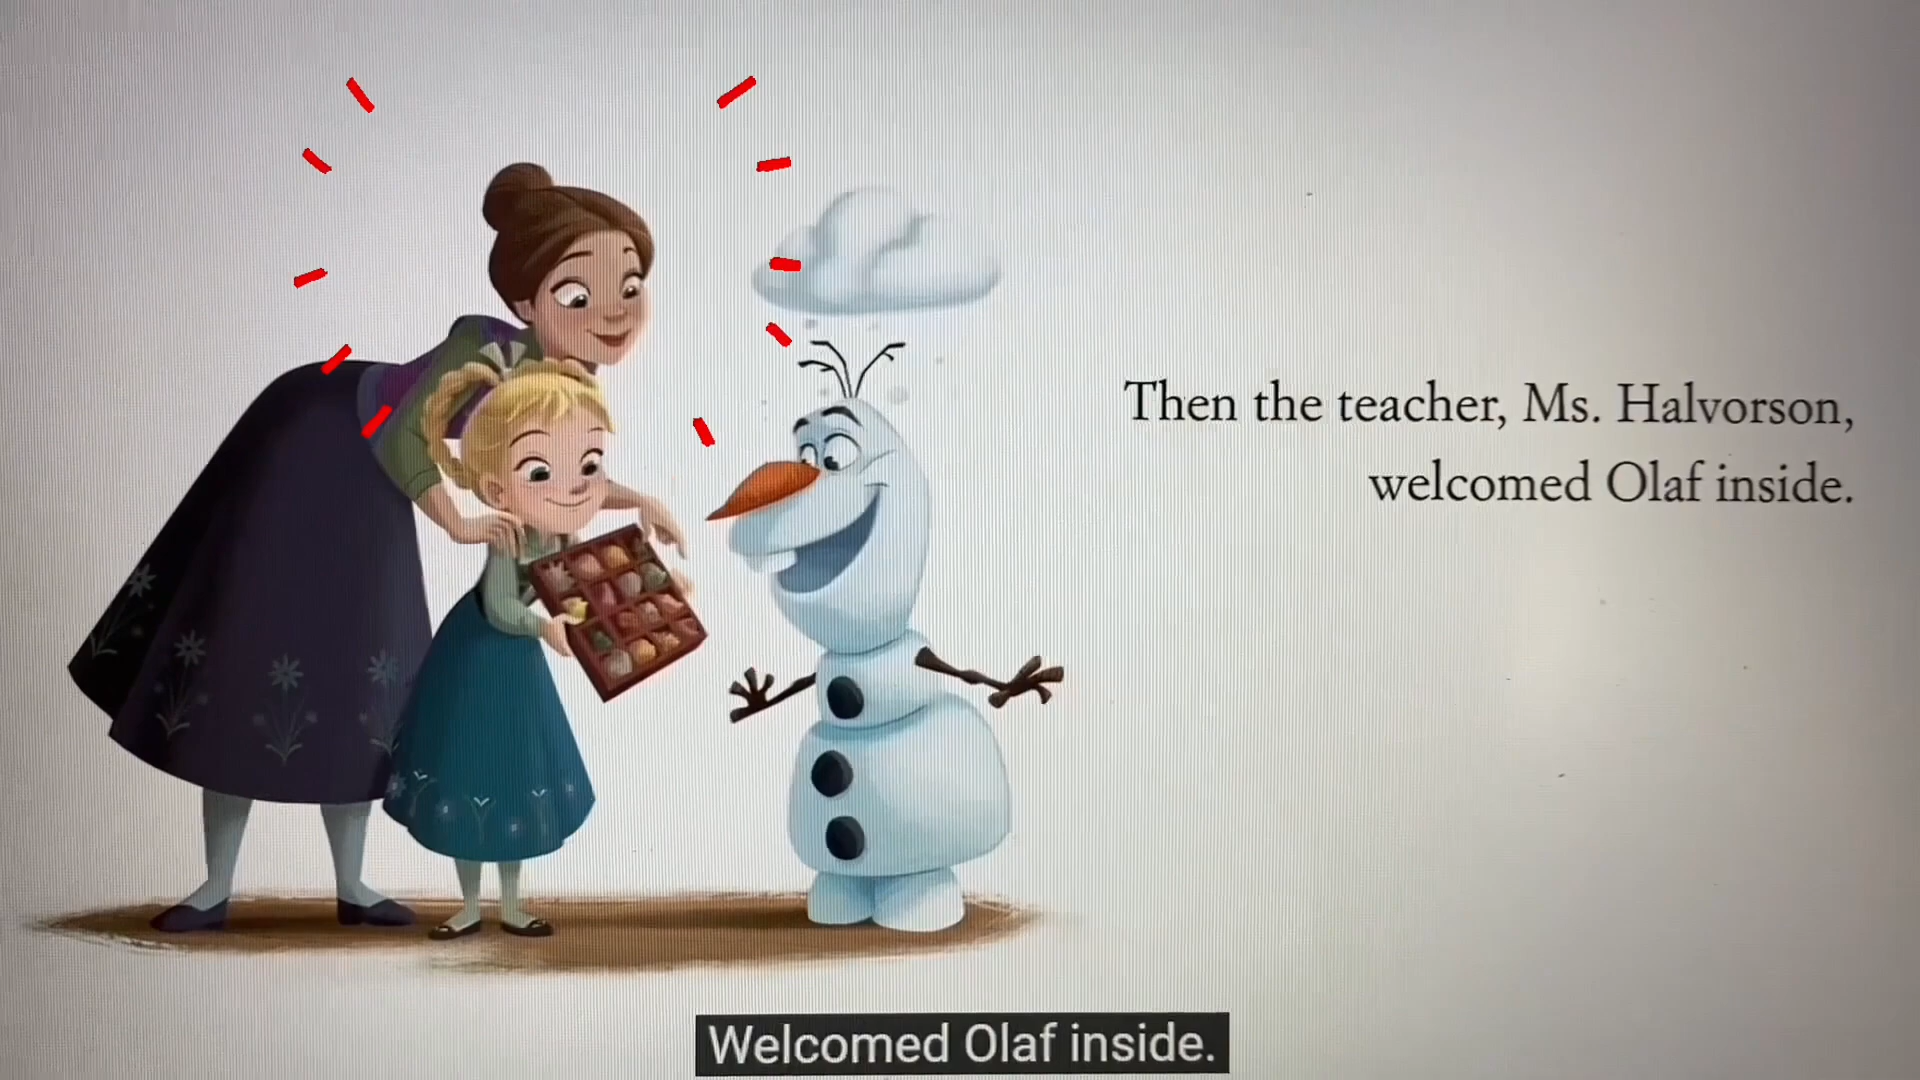 Then the teacher, Ms. Halvorson,
welcomed Olaf inside.
Welcomed Olaf inside.